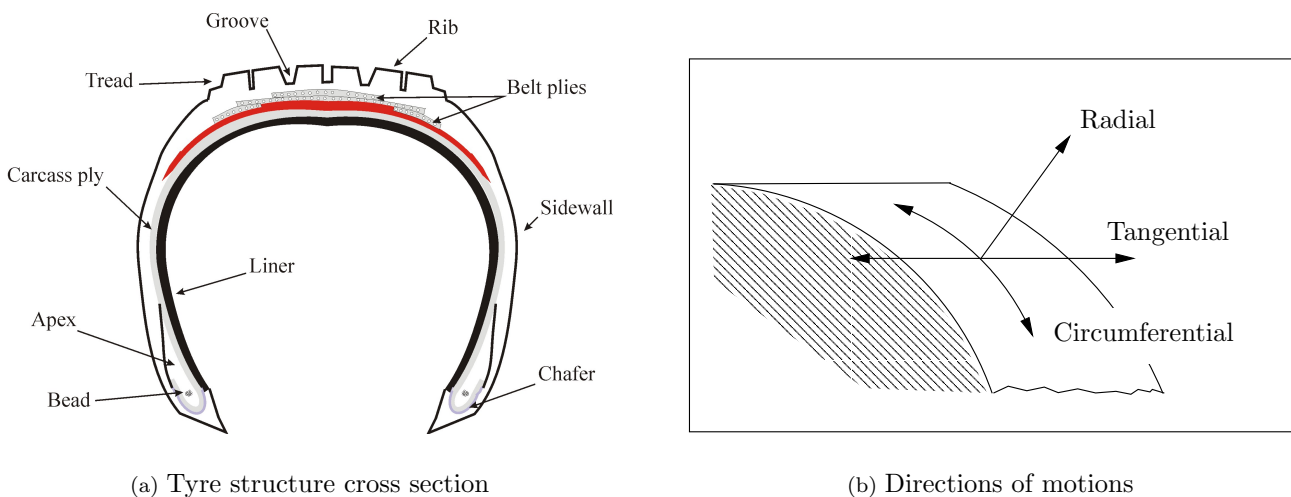 Groove
Rib
Tread
Belt plies
Carcass ply
Sidewall
Liner
Apex
Chafer
Bead
(a) Tyre structure cross section
Radial
Tangential
Circumferential
(b) Directions of motions